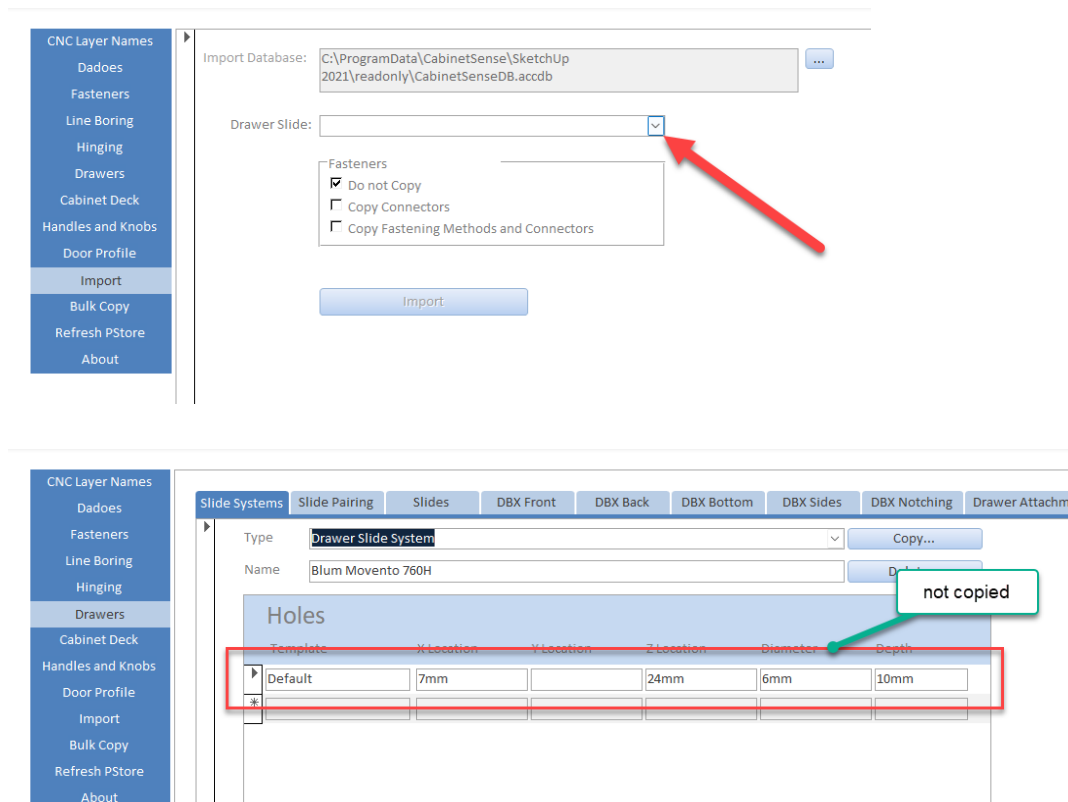 CNC Layer Names
Dadoes
Fasteners
Line Boring
Hinging
Drawers
Cabinet Deck
Handles and Knobs
Door Profile
Import
Bulk Copy
Refresh PStore
About
Import Database:
C:\ProgramData\CabinetSense\SketchUp
2021\readonly\CabinetSenseDB.accdb
...
Drawer Slide:
Fasteners
Do not Copy
Copy Connectors
Copy Fastening Methods and Connectors
Import
CNC Layer Names
Dadoes
Fasteners
Line Boring
Hinging
Drawers
Cabinet Deck
Handles and Knobs
Door Profile
Import
Bulk Copy
Refresh PStore
About
Slide Systems Slide Pairing Slides DBX Front DBX Back DBX Bottom DBX Sides DBX Notching Drawer Attachm
Type Drawer Slide System Copy...
Name Blum Movento 760H
not copied
Holes
Template X Location Y Location Z Location Diameter Depth
Default 7mm 24mm 6mm 10mm